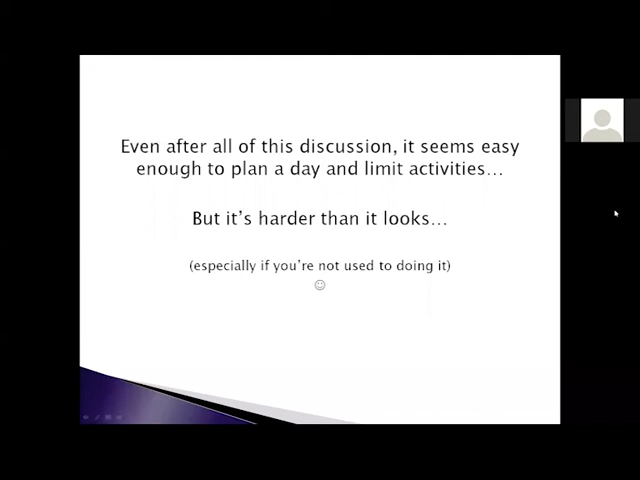 Even after all of this discussion, it seems easy
enough to plan a day and limit activities…
But it’s harder than it looks…
(especially if you’re not used to doing it)
☺